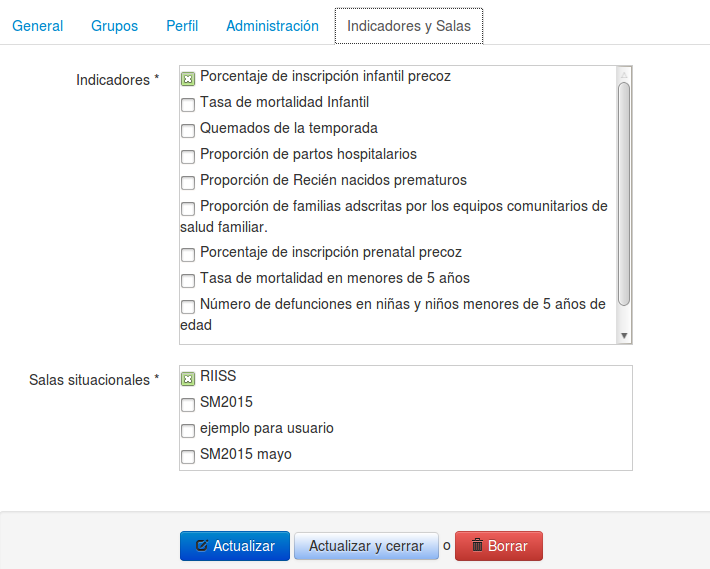 General Grupos Perfil Administración Indicadores y Salas
Indicadores *
Porcentaje de inscripción infantil precoz
Tasa de mortalidad Infantil
Quemados de la temporada
Proporción de partos hospitalarios
Proporción de Recién nacidos prematuros
Proporción de familias adscritas por los equipos comunitarios de
salud familiar.
Porcentaje de inscripción prenatal precoz
Tasa de mortalidad en menores de 5 años
Número de defunciones en niñas y niños menores de 5 años de
edad
Salas situacionales *
RIISS
SM2015
ejemplo para usuario
SM2015 mayo
Actualizar Actualizar y cerrar o Borrar